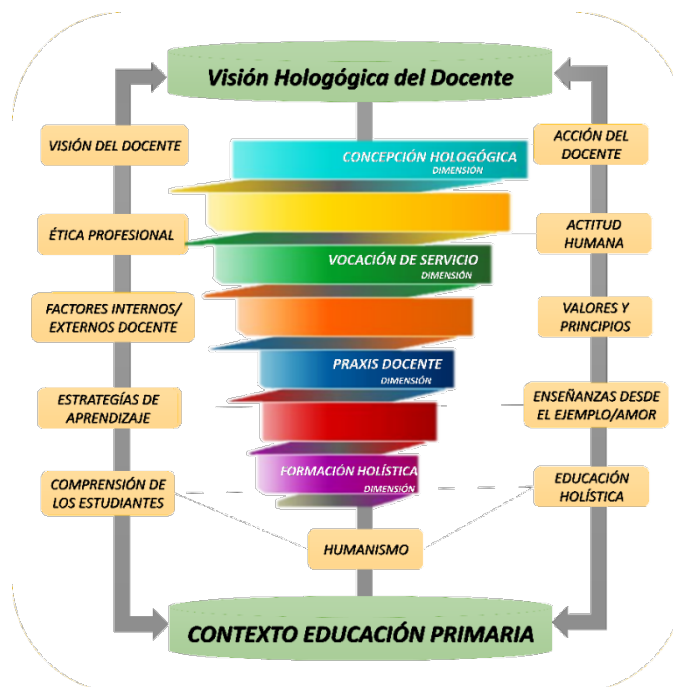 Visión Hologógica del Docente
VISIÓN DEL DOCENTE
ACCIÓN DEL
DOCENTE
CONCEPCIÓN HOLOGÓGICA
DIMENSIÓN
ÉTICA PROFESIONAL
ACTITUD
HUMANA
VOCACIÓN DE SERVICIO
DIMENSIÓN
FACTORES INTERNOS/
EXTERNOS DOCENTE
VALORES Y
PRINCIPIOS
PRAXIS DOCENTE
DIMENSIÓN
ESTRATEGÍAS DE
APRENDIZAJE
ENSEÑANZAS DESDE
EL EJEMPLO/AMOR
FORMACIÓN HOLÍSTICA
DIMENSIÓN
COMPRENSIÓN DE
LOS ESTUDIANTES
EDUCACIÓN
HOLÍSTICA
HUMANISMO
CONTEXTO EDUCACIÓN PRIMARIA